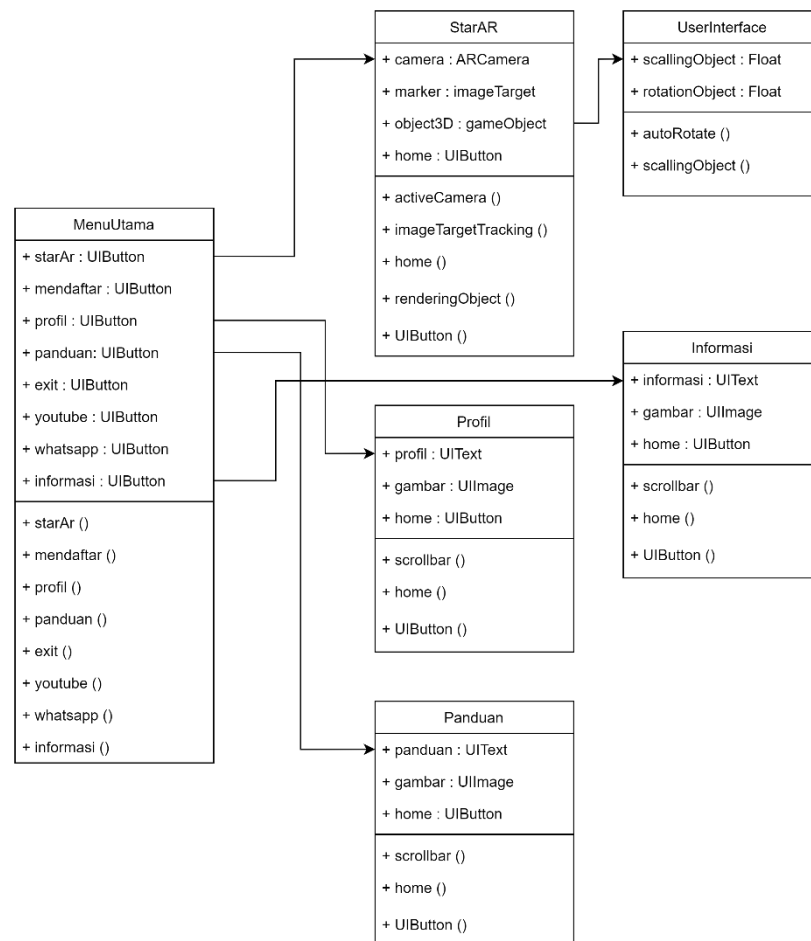 StarAR
+ camera : ARCamera
+ marker : imageTarget
+ object3D : gameObject
+ home : UIButton
+ activeCamera ()
+ imageTargetTracking ()
+ home ()
+ renderingObject ()
+ UIButton ()
UserInterface
+ scallingObject : Float
+ rotationObject : Float
+ autoRotate ()
+ scallingObject ()
MenuUtama
+ starAr : UIButton
+ mendaftar : UIButton
+ profil : UIButton
+ panduan: UIButton
+ exit : UIButton
+ youtube : UIButton
+ whatsapp : UIButton
+ informasi : UIButton
+ starAr ()
+ mendaftar ()
+ profil ()
+ panduan ()
+ exit ()
+ youtube ()
+ whatsapp ()
+ informasi ()
Informasi
+ informasi : UIText
+ gambar : UIImage
+ home : UIButton
+ scrollbar ()
+ home ()
+ UIButton ()
Profil
+ profil : UIText
+ gambar : UIImage
+ home : UIButton
+ scrollbar ()
+ home ()
+ UIButton ()
Panduan
+ panduan : UIText
+ gambar : UIImage
+ home : UIButton
+ scrollbar ()
+ home ()
+ UIButton ()